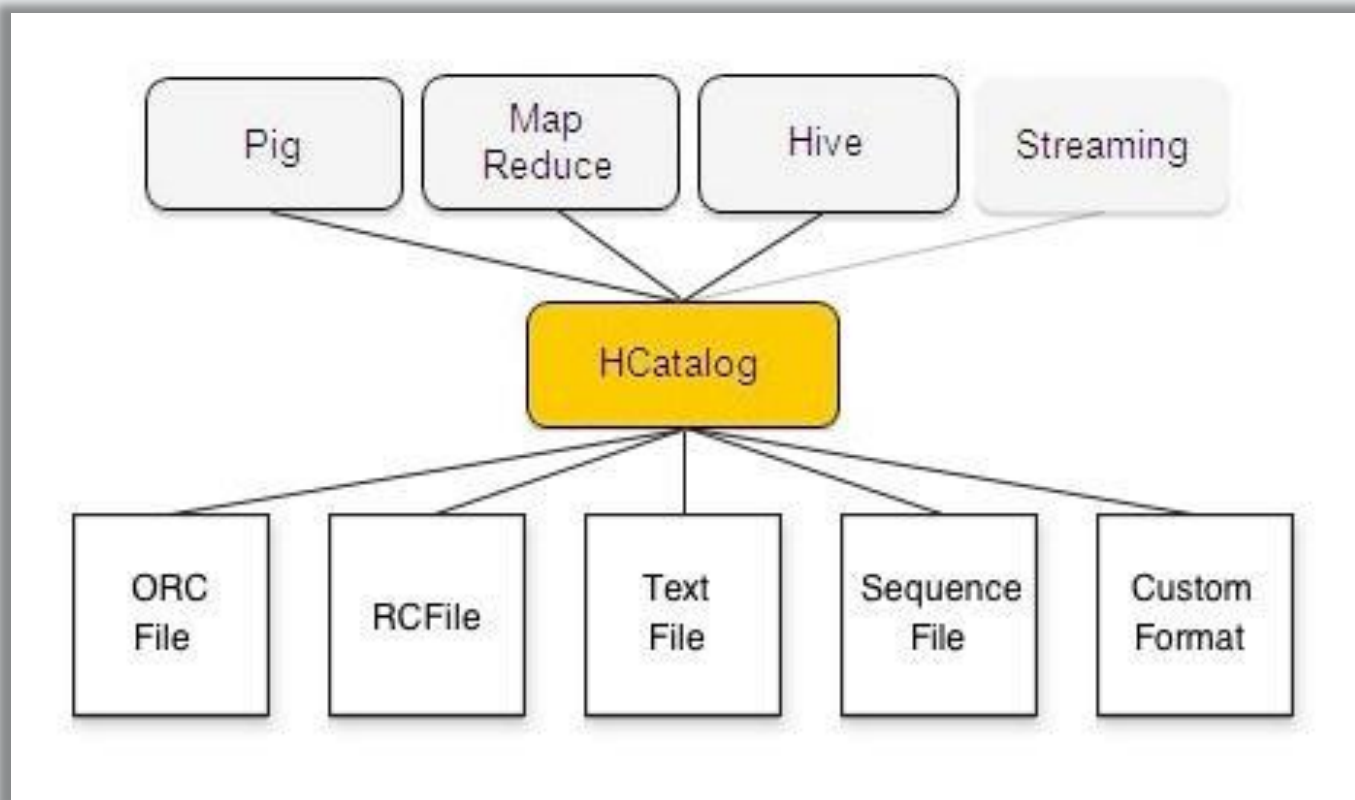 Pig
Map
Reduce
Hive
Streaming
HCatalog
ORC
File
RCFile
Text
File
Sequence
File
Custom
Format